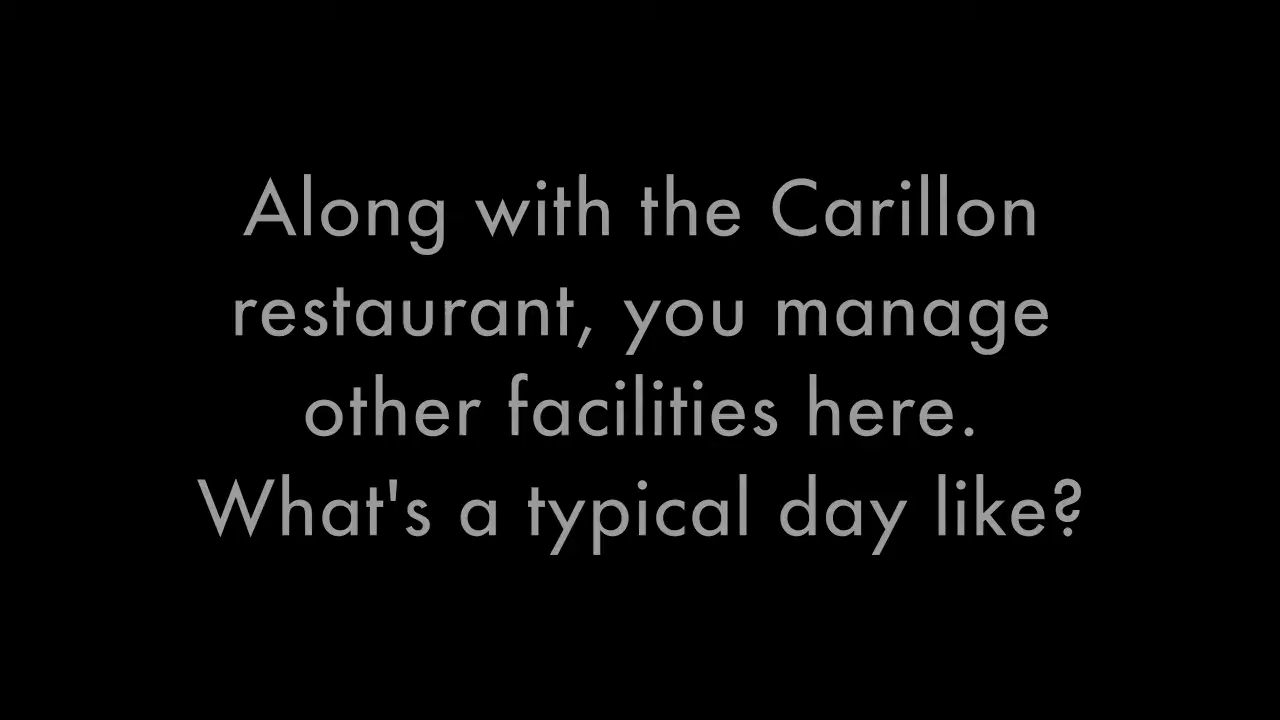 Along with the Carillon
restaurant, you manage
other facilities here.
What's a typical day like?